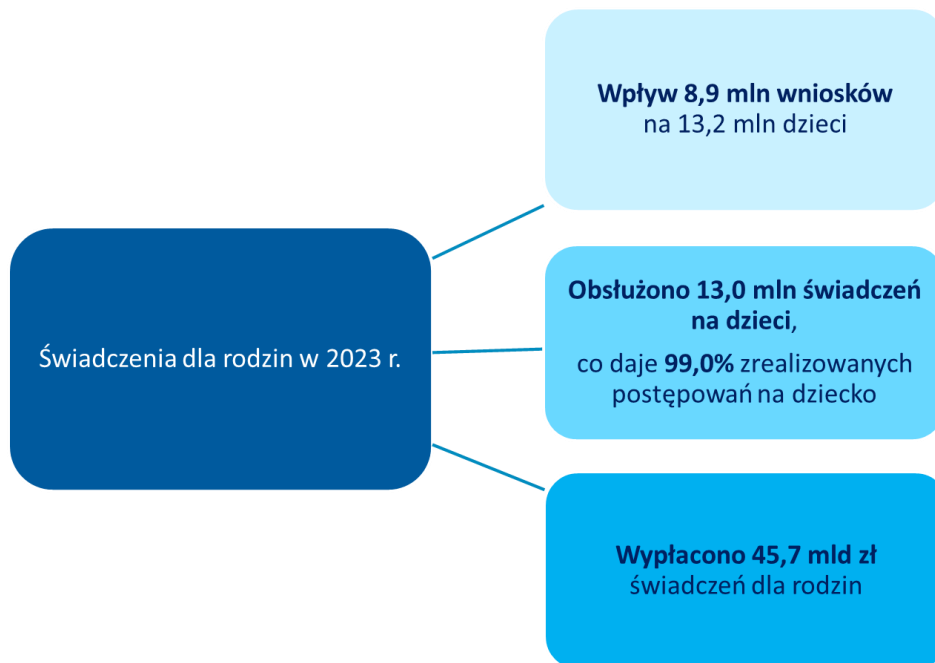 Świadczenia dla rodzin w 2023 r.
Wpływ 8,9 mln wniosków
na 13,2 mln dzieci
Obsłużono 13,0 mln świadczeń
na dzieci,
co daje 99,0% zrealizowanych
postępowań na dziecko
Wypłacono 45,7 mld zł
świadczeń dla rodzin